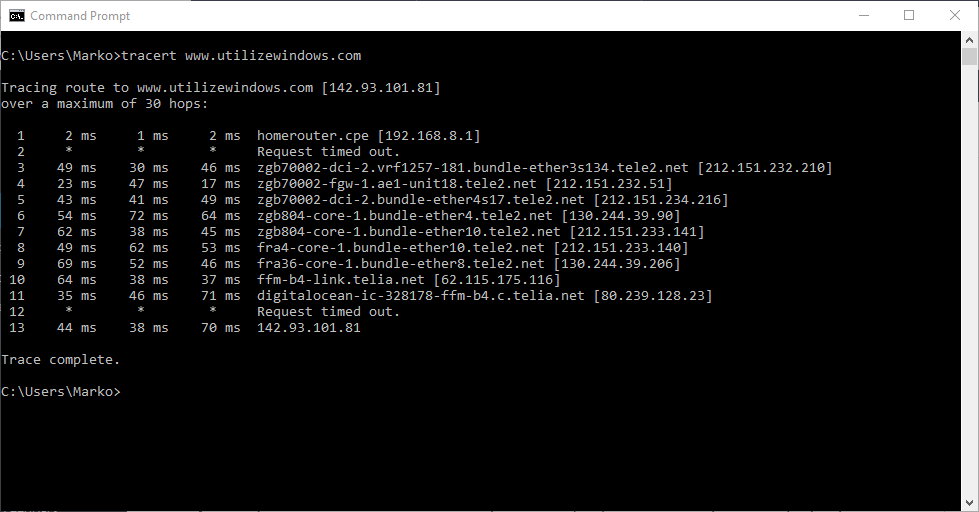 Command Prompt
C:\Users\Marko>tracert www.utilizewindows.com
Tracing route to www.utilizewindows.com [142.93.101.81]
over a maximum of 30 hops:
1 2 ms 1 ms 2 ms homerouter.cpe [192.168.8.1]
2 * * * Request timed out.
3 49 ms 30 ms 46 ms zgb70002-dci-2.vrf1257-181.bundle-ether3s134.tele2.net [212.151.232.210]
4 23 ms 47 ms 17 ms zgb70002-fgw-1.ae1-unit18.tele2.net [212.151.232.51]
5 43 ms 41 ms 49 ms zgb70002-dci-2.bundle-ether4s17.tele2.net [212.151.234.216]
6 54 ms 72 ms 64 ms zgb804-core-1.bundle-ether4.tele2.net [130.244.39.90]
7 62 ms 38 ms 45 ms zgb804-core-1.bundle-ether10.tele2.net [212.151.233.141]
8 49 ms 62 ms 53 ms fra4-core-1.bundle-ether10.tele2.net [212.151.233.140]
9 69 ms 52 ms 46 ms fra36-core-1.bundle-ether8.tele2.net [130.244.39.206]
10 64 ms 38 ms 37 ms ffm-b4-link.telia.net [62.115.175.116]
11 35 ms 46 ms 71 ms digitalocean-ic-328178-ffm-b4.c.telia.net [80.239.128.23]
12 * * * Request timed out.
13 44 ms 38 ms 70 ms 142.93.101.81
Trace complete.
C:\Users\Marko>